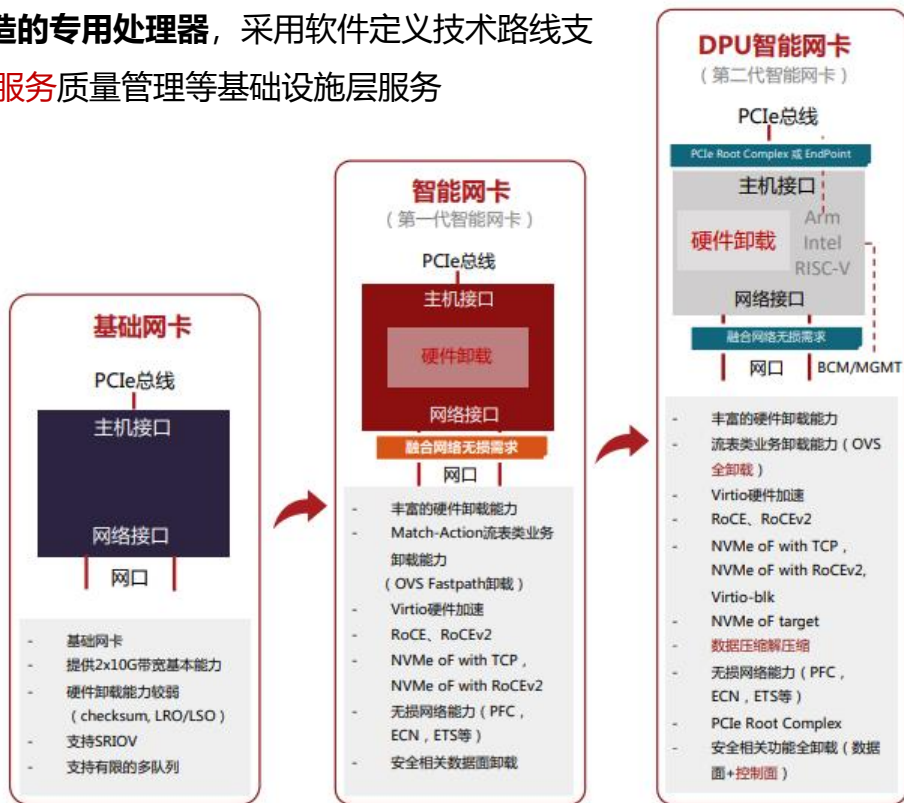 造的专用处理器，采用软件定义技术路线支
服务质量管理等基础设施层服务
基础网卡
PCIe总线
主机接口
网络接口
网口
- 基础网卡
- 提供2x10G带宽基本能力
- 硬件卸载能力较弱
（checksum, LRO/LSO）
- 支持SRIOV
- 支持有限的多队列
智能网卡
（第一代智能网卡）
PCIe总线
主机接口
硬件卸载
网络接口
融合网络无损需求
网口
- 丰富的硬件卸载能力
- Match-Action流表类业务
卸载能力
（OVS Fastpath卸载）
- Virtio硬件加速
- RoCE、RoCEv2
- NVMe oF with TCP，
NVMe oF with RoCEv2
- 无损网络能力（PFC，
ECN，ETS等）
- 安全相关数据面卸载
DPU智能网卡
（第二代智能网卡）
PCIe总线
PCIe Root Complex 或 EndPoint
主机接口
硬件卸载
Arm
Intel
RISC-V
网络接口
融合网络无损需求
网口
BCM/MGMT
- 丰富的硬件卸载能力
- 流表类业务卸载能力（OVS
全卸载）
- Virtio硬件加速
- RoCE、RoCEv2
- NVMe oF with TCP，
NVMe oF with RoCEv2,
Virtio-blk
- NVMe oF target
- 数据压缩解压缩
- 无损网络能力（PFC，
ECN，ETS等）
- PCIe Root Complex
- 安全相关功能全卸载（数据
面+控制面）